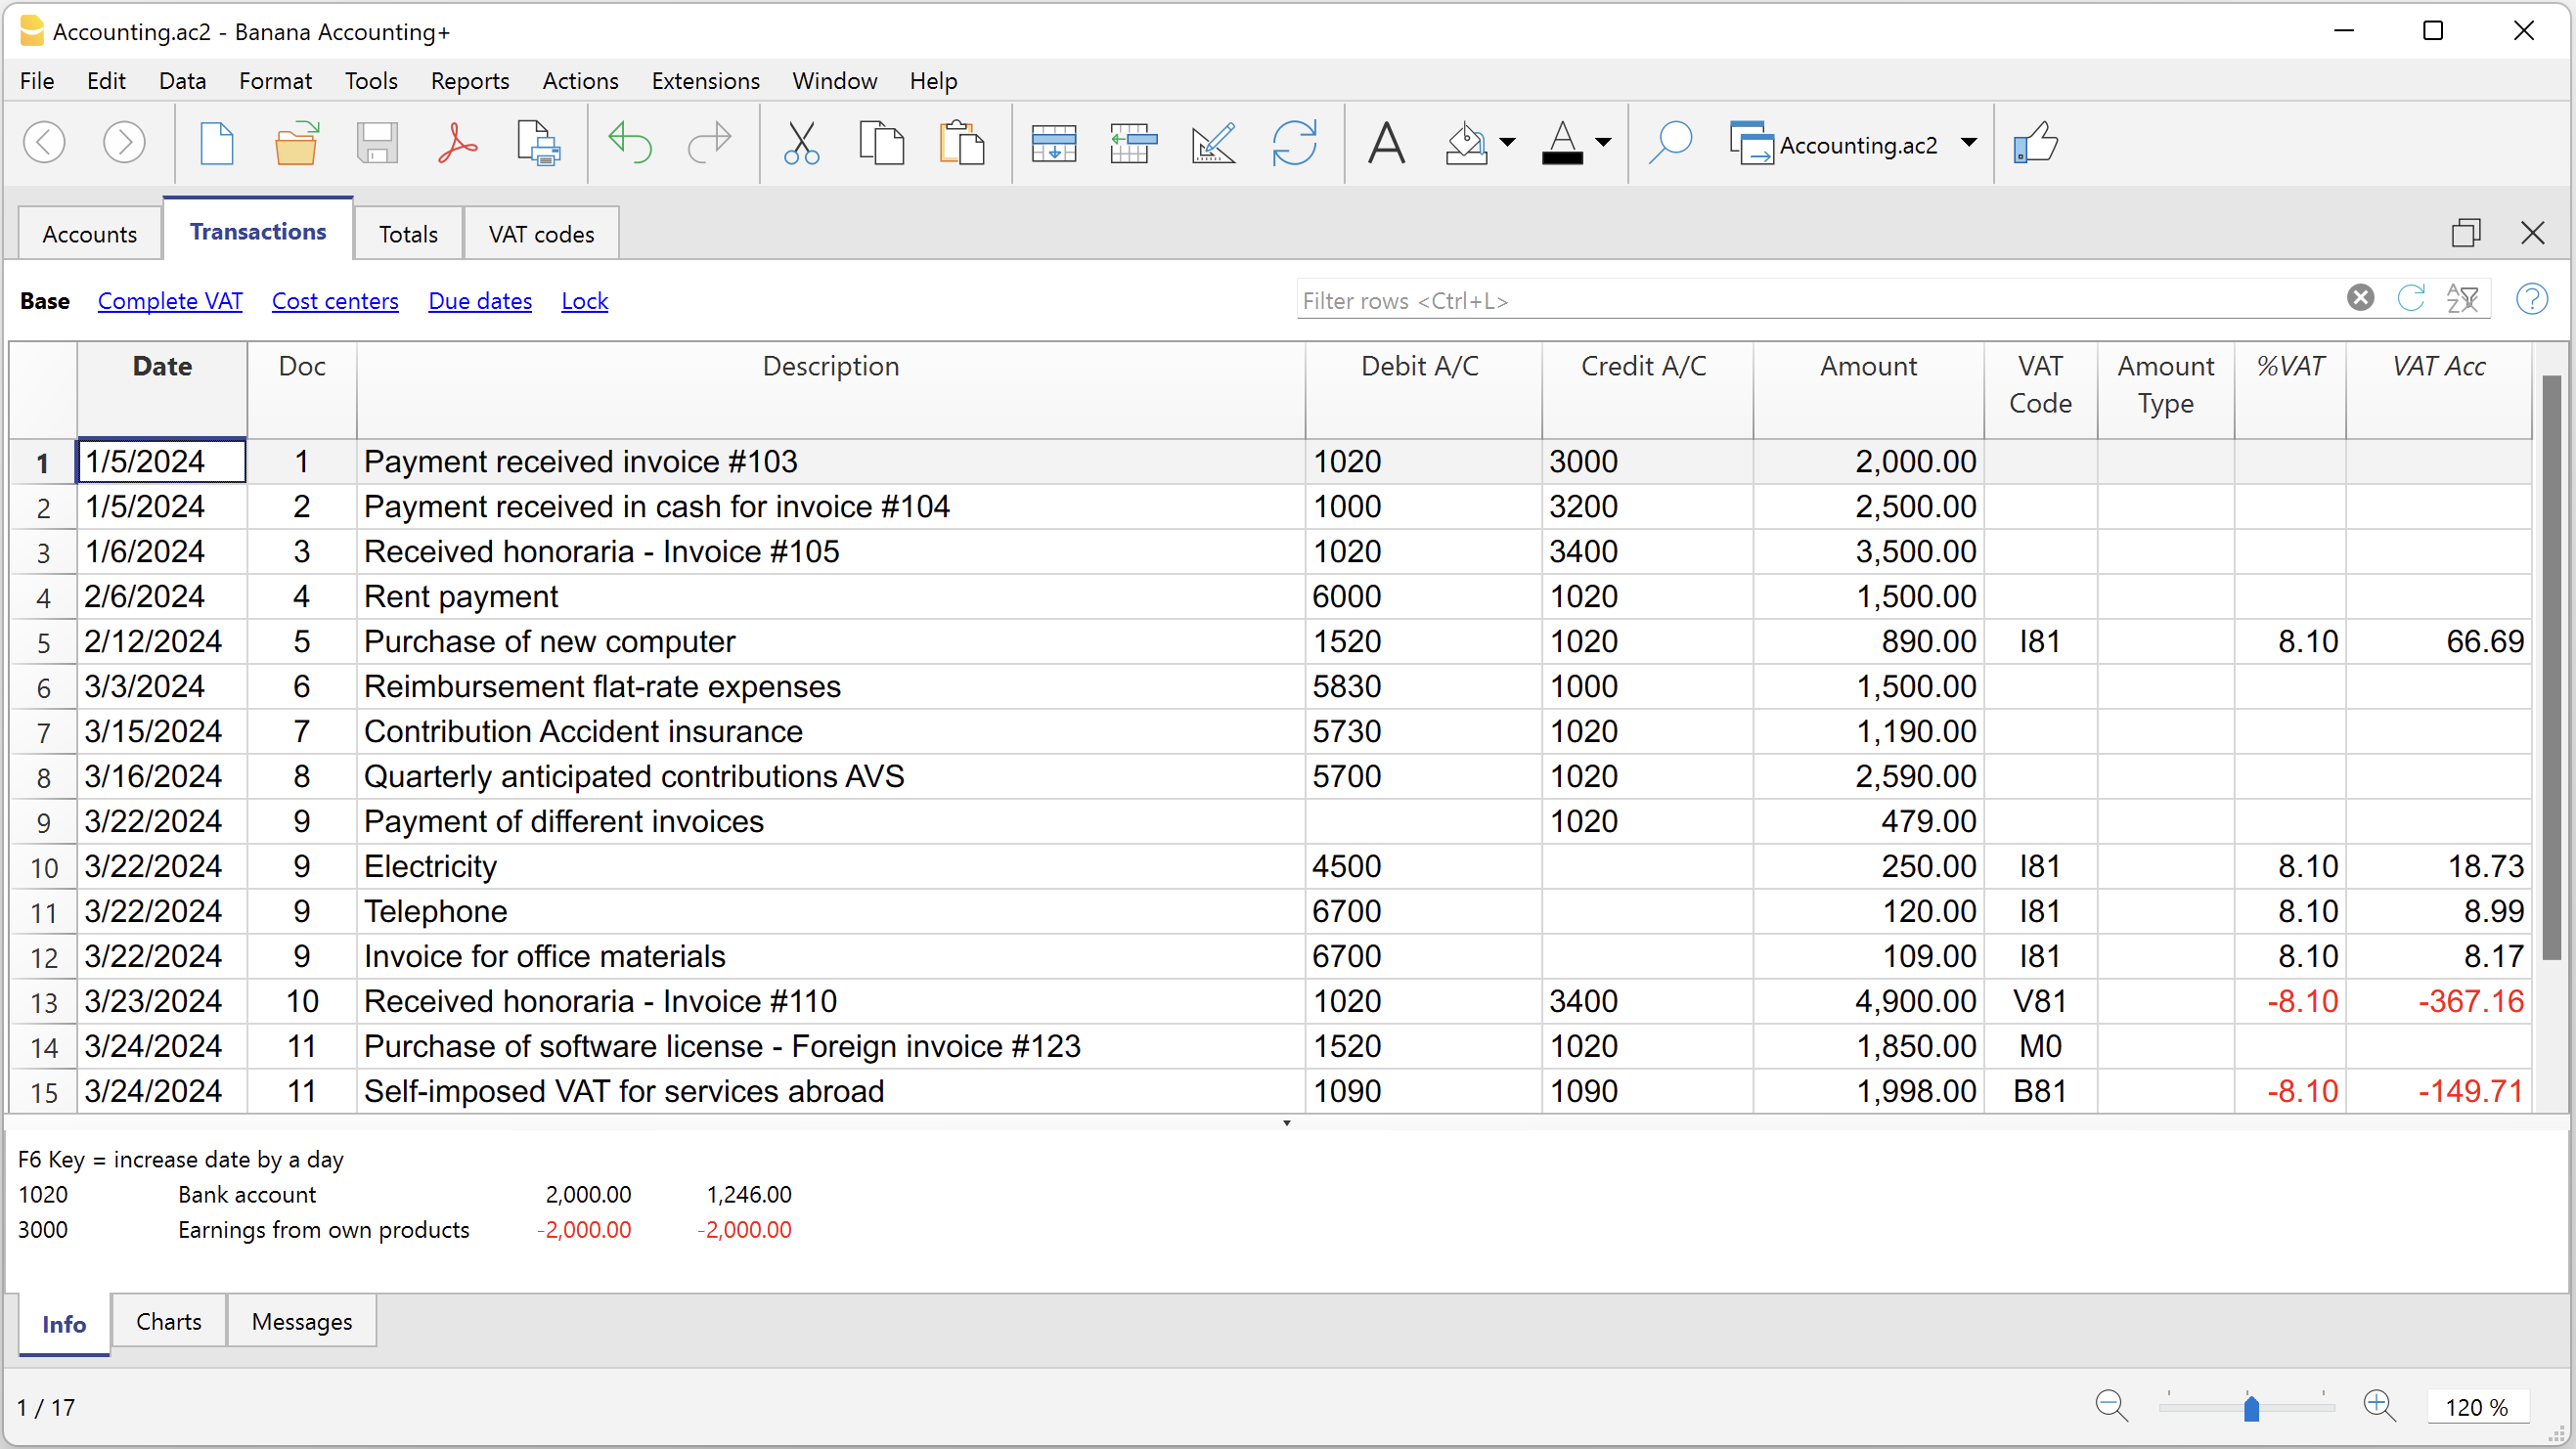 Accounting.ac2 - Banana Accounting+
File Edit Data Format Tools Reports Actions Extensions Window Help
Accounting.ac2
Accounts Transactions Totals VAT codes
Base Complete VAT Cost centers Due dates Lock Filter rows <Ctrl+L>
Date Doc Description Debit A/C Credit A/C Amount VAT Code Amount Type %VAT VAT Acc
1 1/5/2024 1 Payment received invoice #103 1020 3000 2,000.00
2 1/5/2024 2 Payment received in cash for invoice #104 1000 3200 2,500.00
3 1/6/2024 3 Received honoraria - Invoice #105 1020 3400 3,500.00
4 2/6/2024 4 Rent payment 6000 1020 1,500.00
5 2/12/2024 5 Purchase of new computer 1520 1020 890.00 I81 8.10 66.69
6 3/3/2024 6 Reimbursement flat-rate expenses 5830 1000 1,500.00
7 3/15/2024 7 Contribution Accident insurance 5730 1020 1,190.00
8 3/16/2024 8 Quarterly anticipated contributions AVS 5700 1020 2,590.00
9 3/22/2024 9 Payment of different invoices 1020 479.00
10 3/22/2024 9 Electricity 4500 250.00 I81 8.10 18.73
11 3/22/2024 9 Telephone 6700 120.00 I81 8.10 8.99
12 3/22/2024 9 Invoice for office materials 6700 109.00 I81 8.10 8.17
13 3/23/2024 10 Received honoraria - Invoice #110 1020 3400 4,900.00 V81 -8.10 -367.16
14 3/24/2024 11 Purchase of software license - Foreign invoice #123 1520 1020 1,850.00 M0
15 3/24/2024 11 Self-imposed VAT for services abroad 1090 1090 1,998.00 B81 -8.10 -149.71
F6 Key = increase date by a day
1020 Bank account 2,000.00 1,246.00
3000 Earnings from own products -2,000.00 -2,000.00
Info Charts Messages
1 / 17 120 %